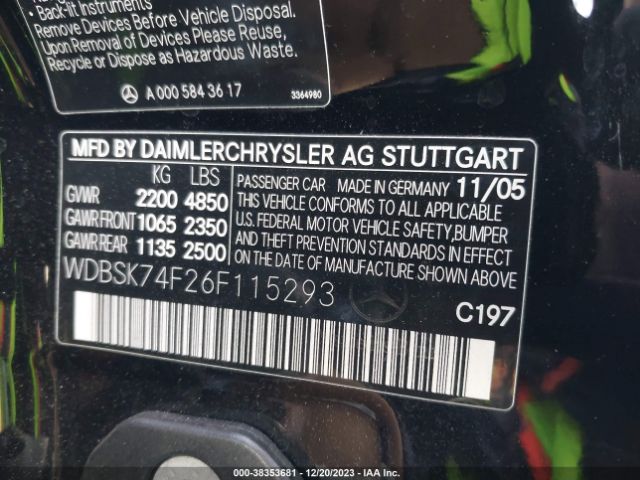 • Back-lit Instruments
Remove Devices Before Vehicle Disposal.
Upon Removal of Devices Please Reuse,
Recycle or Dispose as Hazardous Waste.
A 000 584 36 17
3364980
MFD BY DAIMLERCHRYSLER AG STUTTGART
KG LBS
GVWR 2200 4850
GAWR FRONT 1065 2350
GAWR REAR 1135 2500
PASSENGER CAR MADE IN GERMANY 11/05
THIS VEHICLE CONFORMS TO ALL APPLICABLE
U.S. FEDERAL MOTOR VEHICLE SAFETY,BUMPER
AND THEFT PREVENTION STANDARDS IN EFFECT
ON THE DATE OF MANUFACTURE SHOWN ABOVE
WDBSK74F26F115293
C197
000-38353681 - 12/20/2023 - IAA Inc.